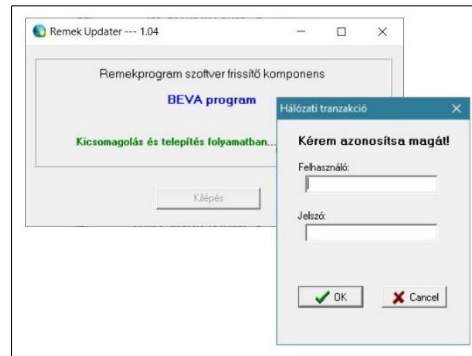 Remek Updater --- 1.04
Remekprogram szoftver frissítő komponens
BEVA program
Kicsomagolás és telepítés folyamatban...
Kilépés
Hálózati tranzakció
Kérem azonosítsa magát!
Felhasználó:
Jelszó:
OK
Cancel